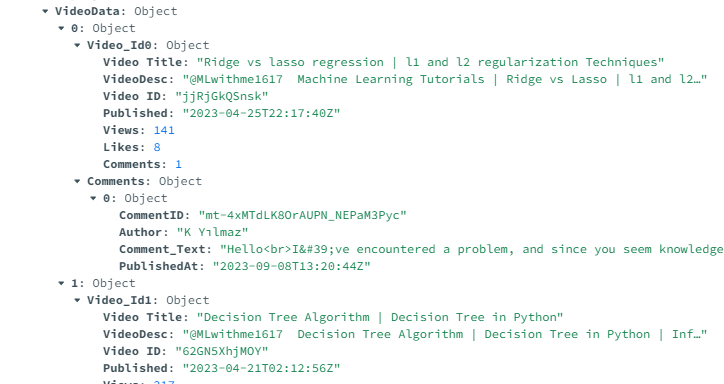 VideoData: Object
0: Object
Video_Id0: Object
Video Title: "Ridge vs lasso regression | l1 and l2 regularization Techniques"
VideoDesc: "@MLwithme1617 Machine Learning Tutorials | Ridge vs Lasso | l1 and l2…"
Video ID: "jjRjGkQSnsk"
Published: "2023-04-25T22:17:40Z"
Views: 141
Likes: 8
Comments: 1
Comments: Object
0: Object
CommentID: "mt-4xMTdLK8OrAUPN_NEPaM3Pyc"
Author: "K Yılmaz"
Comment_Text: "Hello<br>I&#39;ve encountered a problem, and since you seem knowledge
PublishedAt: "2023-09-08T13:20:44Z"
1: Object
Video_Id1: Object
Video Title: "Decision Tree Algorithm | Decision Tree in Python"
VideoDesc: "@MLwithme1617 Decision Tree Algorithm | Decision Tree in Python | Inf…"
Video ID: "62GN5XhjMOY"
Published: "2023-04-21T02:12:56Z"
Views: 217